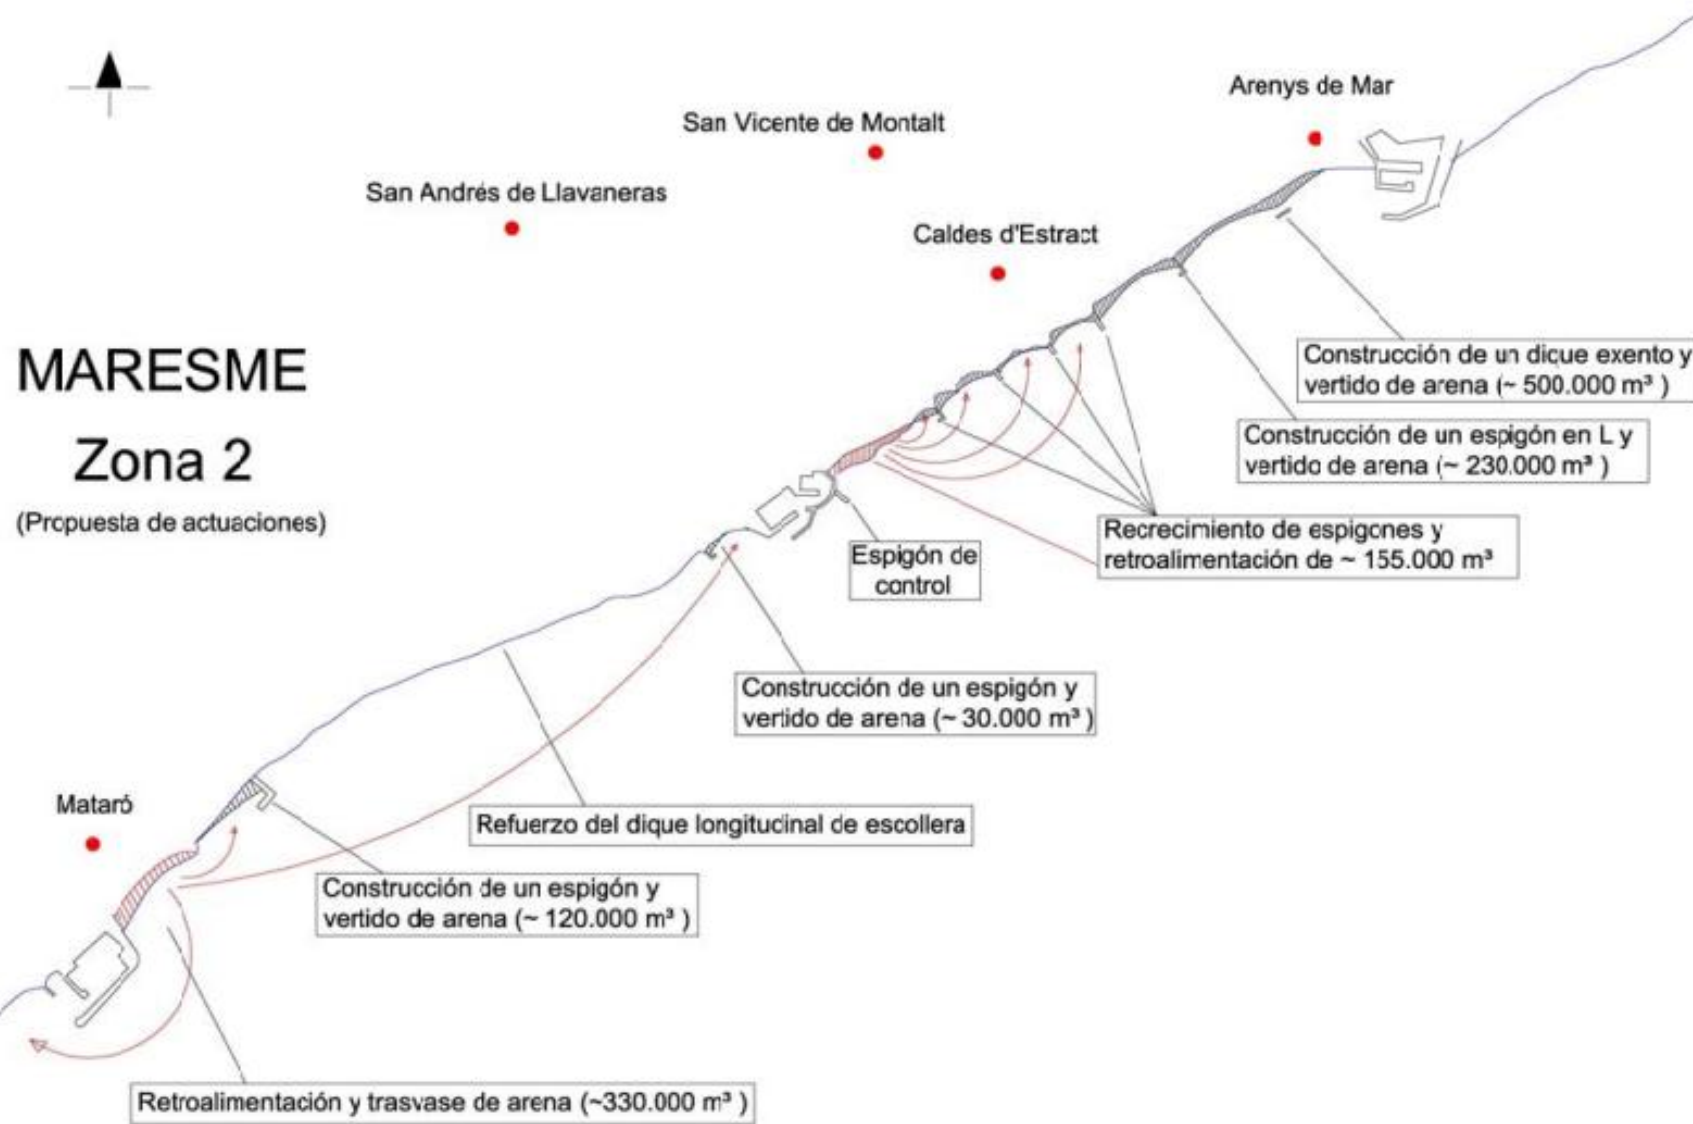 Arenys de Mar
San Vicente de Montalt
San Andrés de Llavaneras
Caldes d'Estract
MARESME
Zona 2
(Propuesta de actuaciones)
Construcción de un dique exento y
vertido de arena (~ 500.000 m³ )
Construcción de un espigón en L y
vertido de arena (~ 230.000 m³ )
Recrecimiento de espigones y
retroalimentación de ~ 155.000 m³
Espigón de
control
Construcción de un espigón y
vertido de arena (~ 30.000 m³ )
Mataró
Refuerzo del dique longitudinal de escollera
Construcción de un espigón y
vertido de arena (~ 120.000 m³ )
Retroalimentación y trasvase de arena (~330.000 m³ )